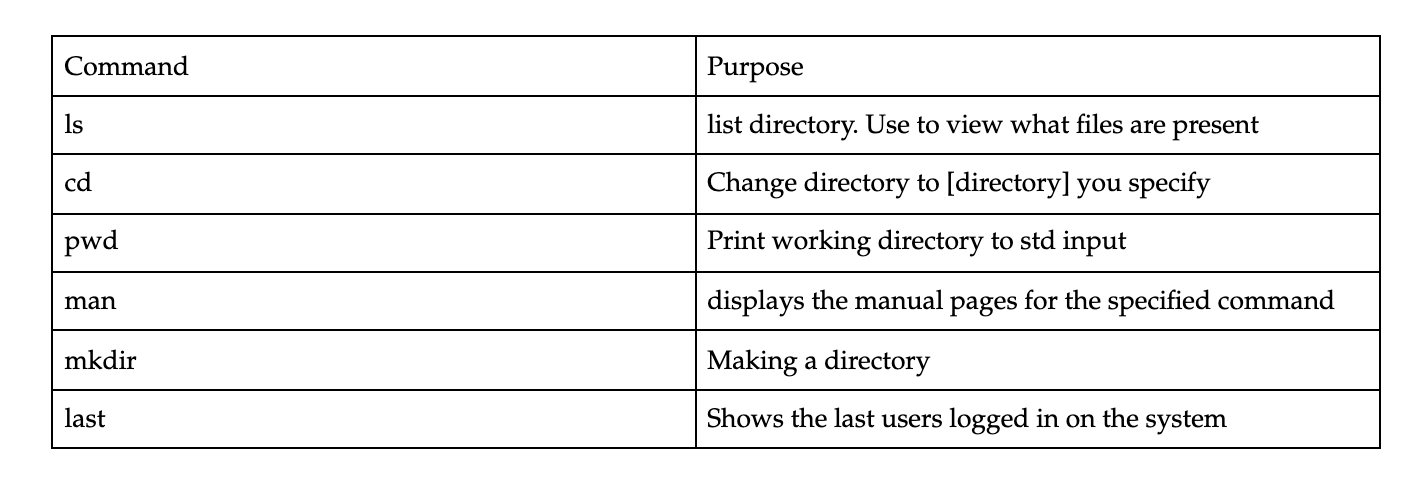 Command Purpose
ls list directory. Use to view what files are present
cd Change directory to [directory] you specify
pwd Print working directory to std input
man displays the manual pages for the specified command
mkdir Making a directory
last Shows the last users logged in on the system